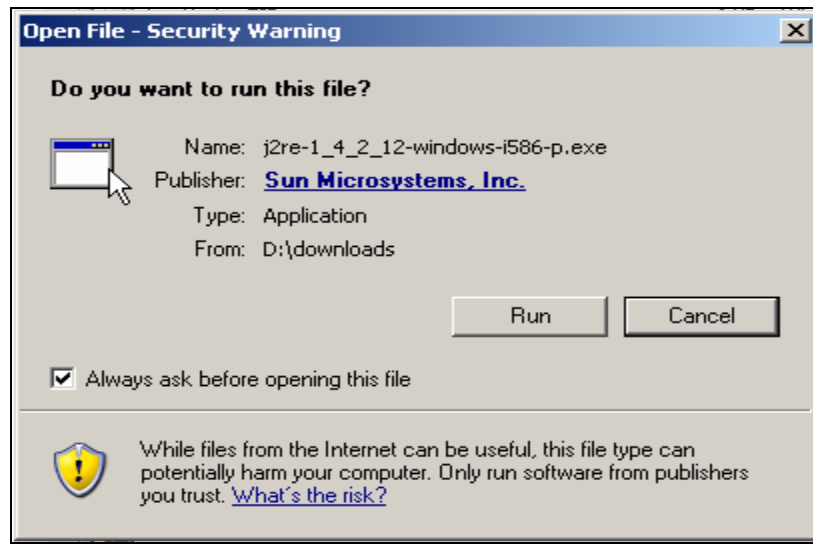 Open File - Security Warning
Do you want to run this file?
Name: j2re-1_4_2_12-windows-i586-p.exe
Publisher: Sun Microsystems, Inc.
Type: Application
From: D:\downloads
Run Cancel
Always ask before opening this file
While files from the Internet can be useful, this file type can
potentially harm your computer. Only run software from publishers
you trust. What's the risk?